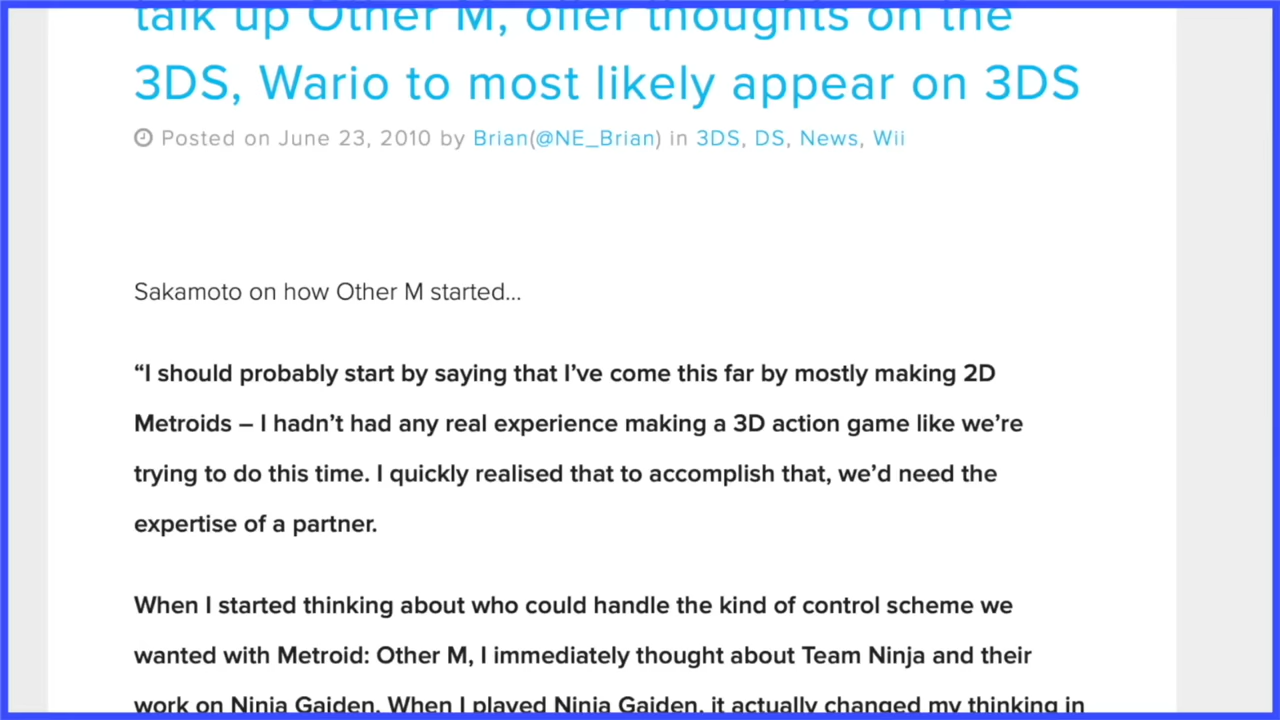 talk up Other M, offer thoughts on the
3DS, Wario to most likely appear on 3DS
Posted on June 23, 2010 by Brian(@NE_Brian) in 3DS, DS, News, Wii
Sakamoto on how Other M started...
“I should probably start by saying that I’ve come this far by mostly making 2D
Metroids – I hadn’t had any real experience making a 3D action game like we’re
trying to do this time. I quickly realised that to accomplish that, we’d need the
expertise of a partner.
When I started thinking about who could handle the kind of control scheme we
wanted with Metroid: Other M, I immediately thought about Team Ninja and their
work on Ninja Gaiden. When I played Ninja Gaiden, it actually changed my thinking in